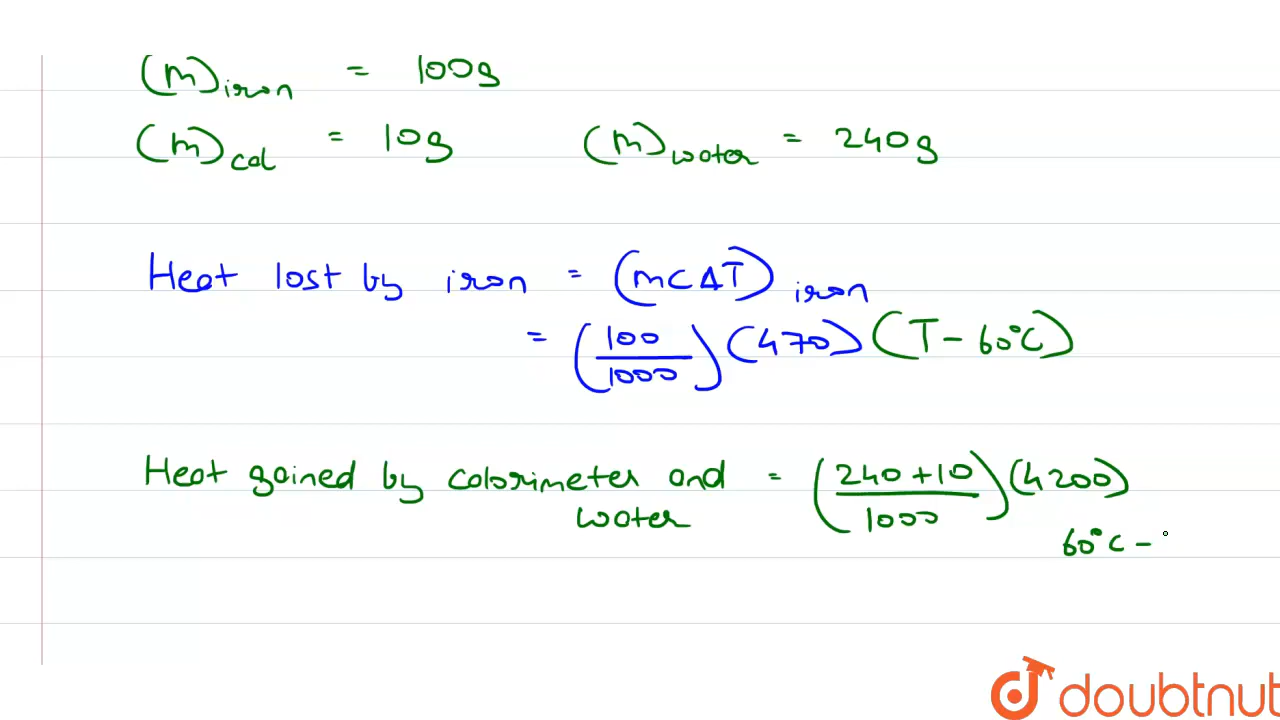 (m)iron = 100g
(m)cal = 10g (m)water = 240g
Heat lost by iron = (mcΔT) iron
= (100/1000) (470) (T - 60°C)
Heat gained by calorimeter and water = (240+10/1000) (4200)
60°C -
doubtnut